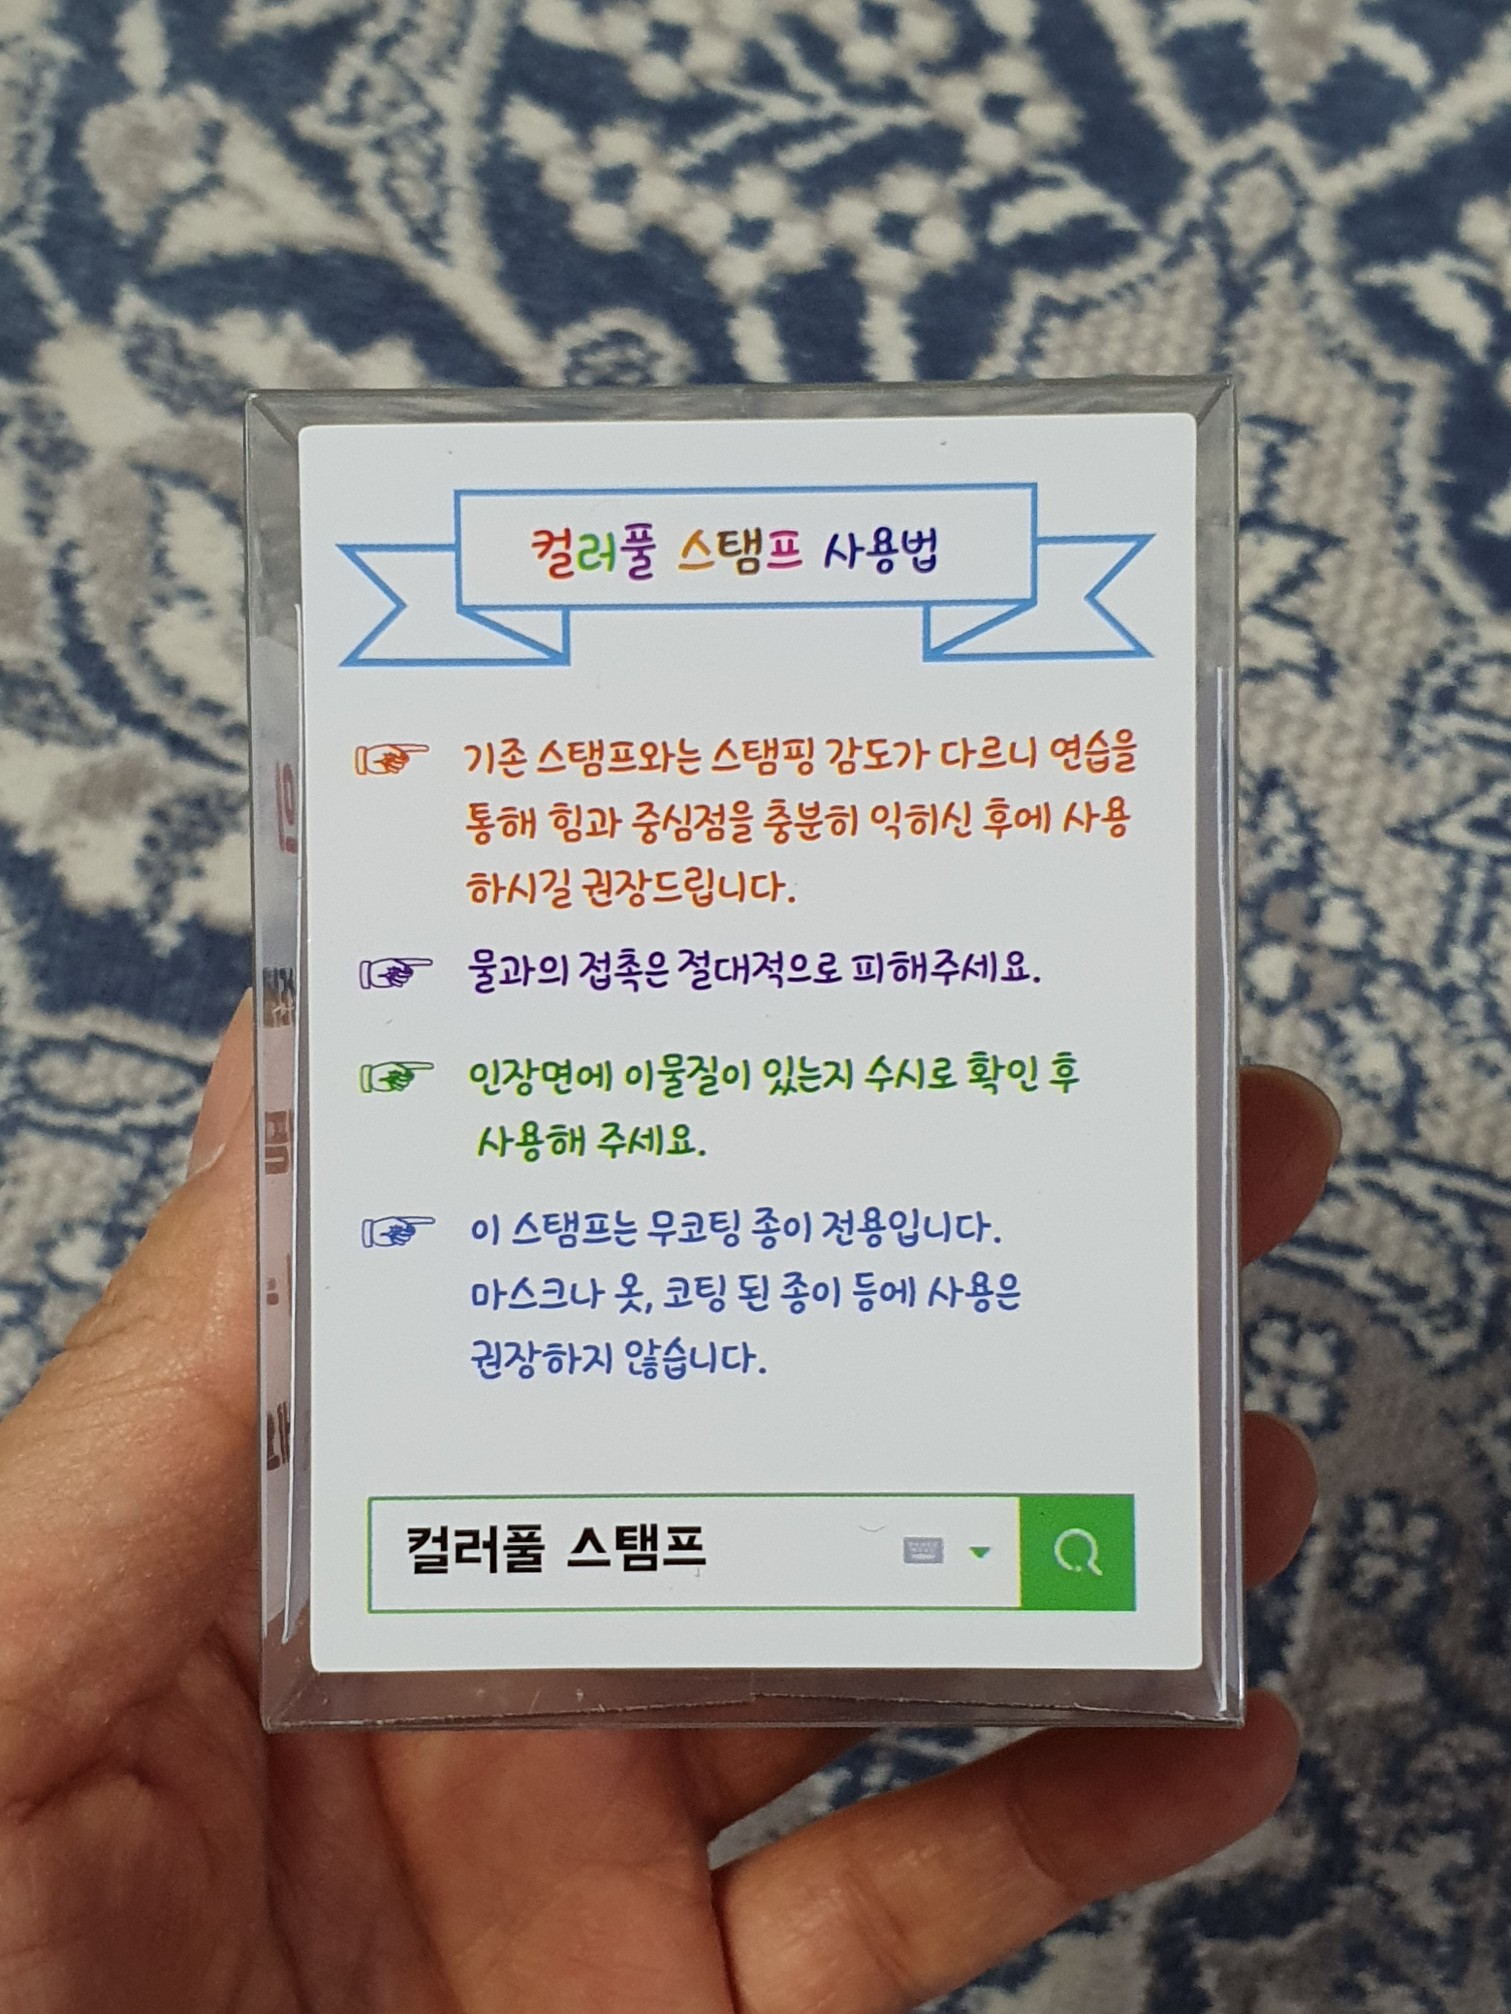 컬러풀 스탬프 사용법
기존 스탬프와는 스탬핑 감도가 다르니 연습을
통해 힘과 중심점을 충분히 익히신 후에 사용
하시길 권장드립니다.
물과의 접촉은 절대적으로 피해주세요.
인장면에 이물질이 있는지 수시로 확인 후
사용해 주세요.
이 스탬프는 무코팅 종이 전용입니다.
마스크나 옷, 코팅 된 종이 등에 사용은
권장하지 않습니다.
컬러풀 스탬프